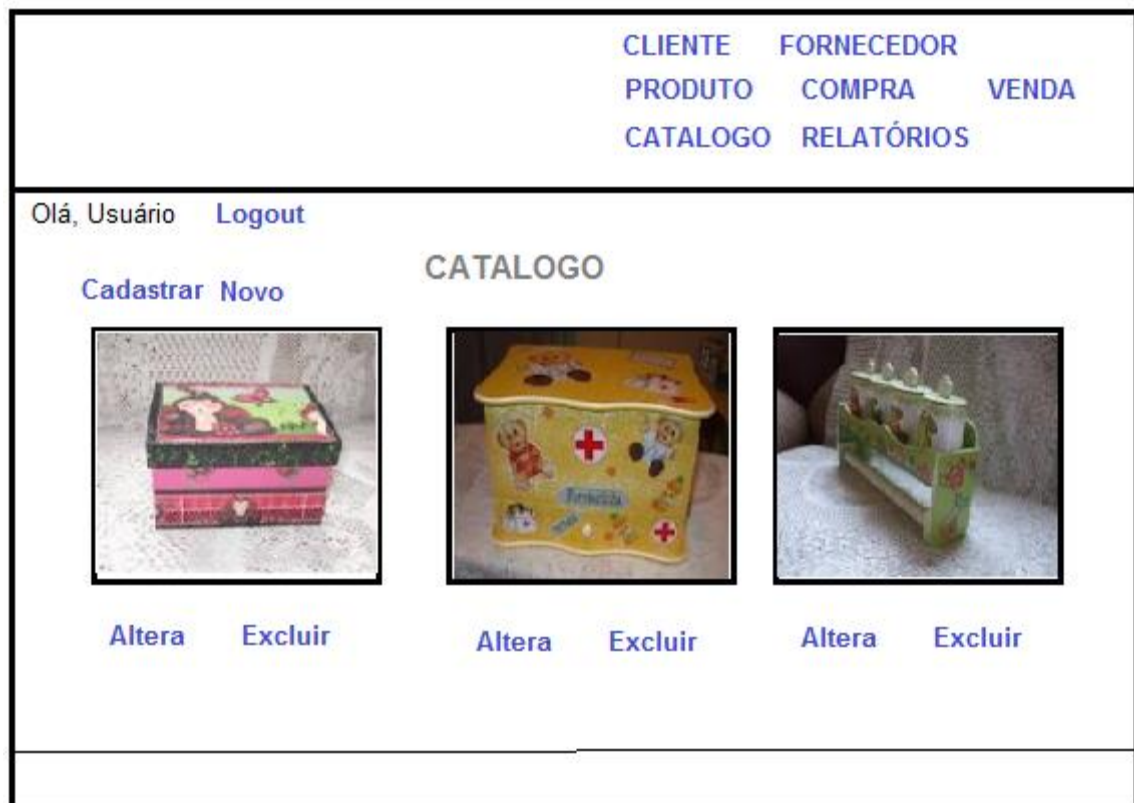 CLIENTE FORNECEDOR
PRODUTO COMPRA VENDA
CATALOGO RELATÓRIOS
Olá, Usuário Logout
CATALOGO
Cadastrar Novo
Altera Excluir Altera Excluir Altera Excluir